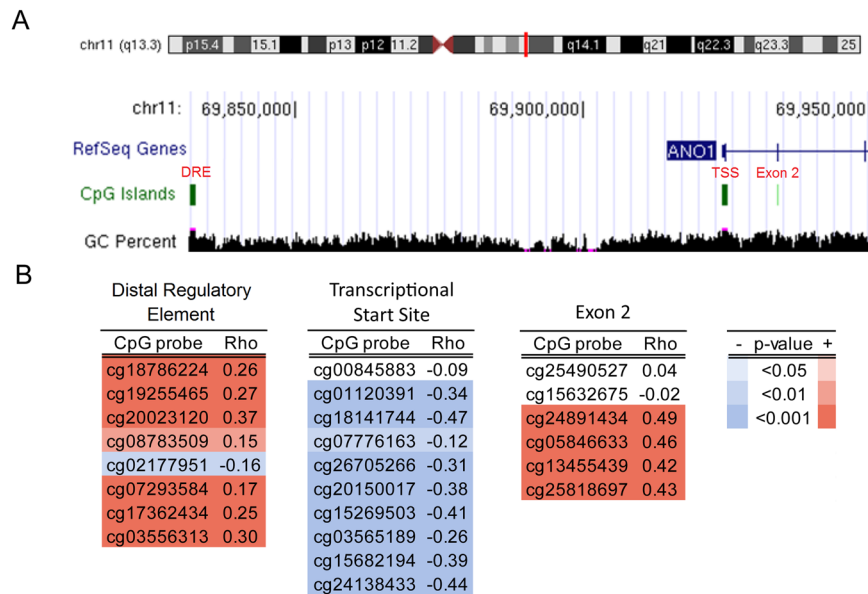 A
chr11 (q13.3) p15.4 15.1 p13 p12 11.2 q14.1 q21 q22.3 q23.3 25
chr11: 69,850,000| 69,900,000| 69,950,000
RefSeq Genes ANO1
DRE TSS Exon 2
CpG Islands
GC Percent
B
Distal Regulatory Element
CpG probe Rho
cg18786224 0.26
cg19255465 0.27
cg20023120 0.37
cg08783509 0.15
cg02177951 -0.16
cg07293584 0.17
cg17362434 0.25
cg03556313 0.30
Transcriptional Start Site
CpG probe Rho
cg00845883 -0.09
cg01120391 -0.34
cg18141744 -0.47
cg07776163 -0.12
cg26705266 -0.31
cg20150017 -0.38
cg15269503 -0.41
cg03565189 -0.26
cg15682194 -0.39
cg24138433 -0.44
Exon 2
CpG probe Rho
cg25490527 0.04
cg15632675 -0.02
cg24891434 0.49
cg05846633 0.46
cg13455439 0.42
cg25818697 0.43
- p-value +
<0.05
<0.01
<0.001